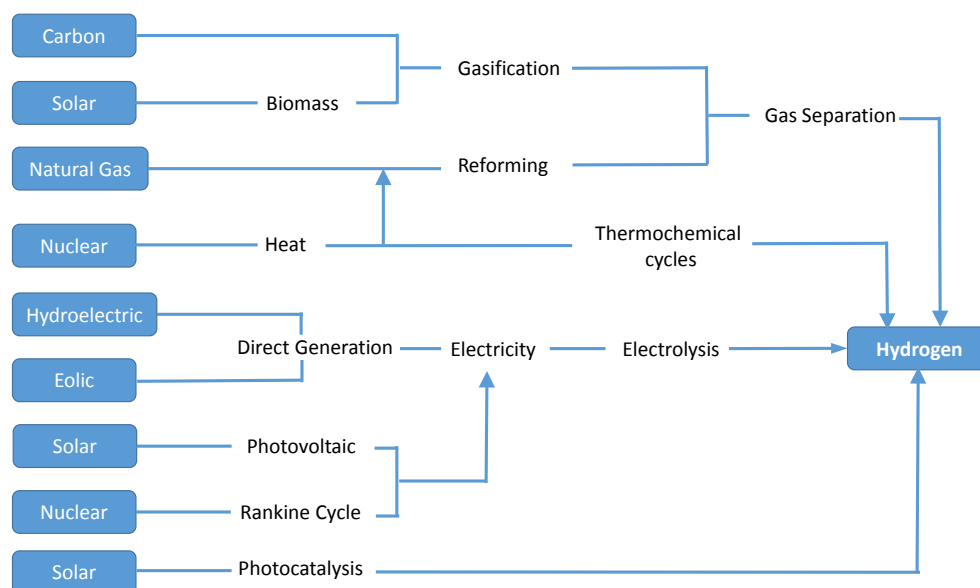 Carbon
Gasification
Solar
Biomass
Gas Separation
Natural Gas
Reforming
Nuclear
Heat
Thermochemical
cycles
Hydroelectric
Direct Generation
Electricity
Electrolysis
Hydrogen
Eolic
Solar
Photovoltaic
Nuclear
Rankine Cycle
Solar
Photocatalysis